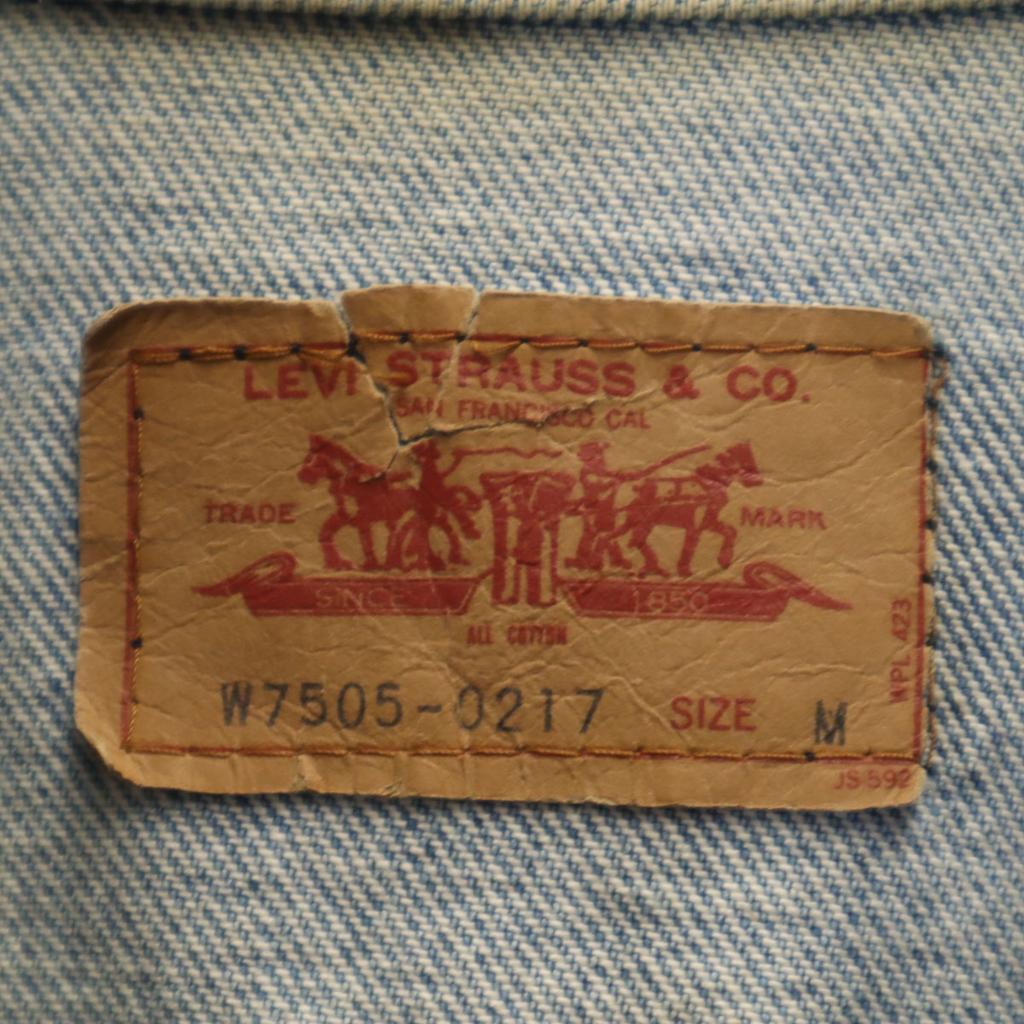 LEVI STRAUSS & CO.
SAN FRANCISCO CAL
TRADE MARK
SINCE 1850
ALL COTTON
WPL 423
W7505-0217 SIZE M
JS-592